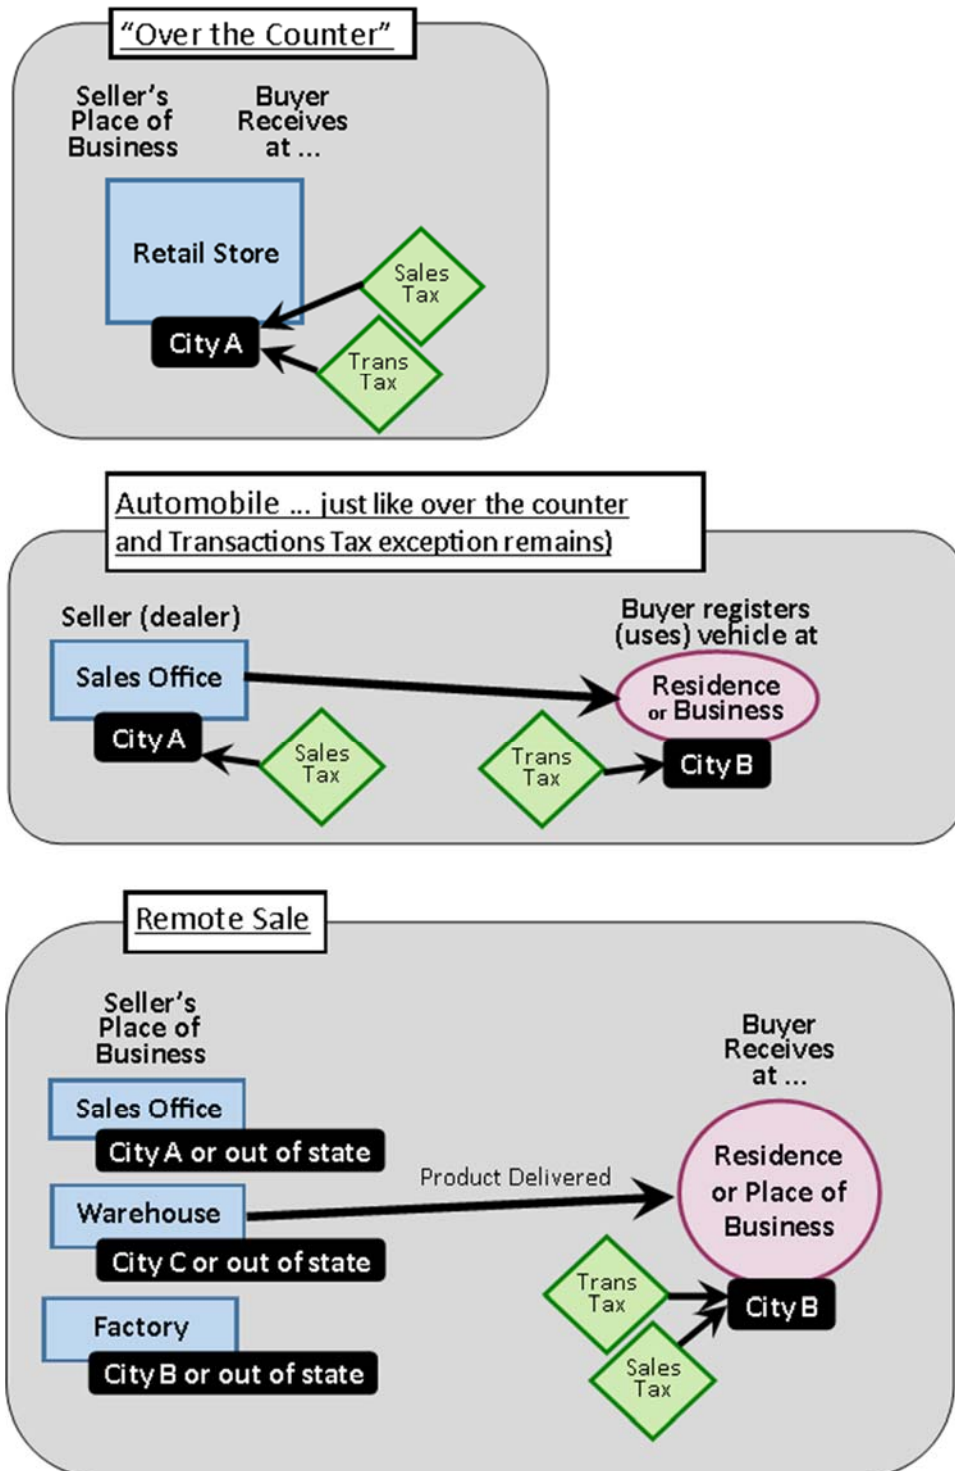 “Over the Counter”
Seller’s
Place of
Business
Buyer
Receives
at ...
Retail Store
City A
Sales
Tax
Trans
Tax
Automobile ... just like over the counter
and Transactions Tax exception remains)
Seller (dealer)
Sales Office
City A
Sales
Tax
Buyer registers
(uses) vehicle at
Residence
or Business
City B
Trans
Tax
Remote Sale
Seller’s
Place of
Business
Sales Office
City A or out of state
Warehouse
City C or out of state
Factory
City B or out of state
Product Delivered
Buyer
Receives
at ...
Residence
or Place of
Business
City B
Trans
Tax
Sales
Tax